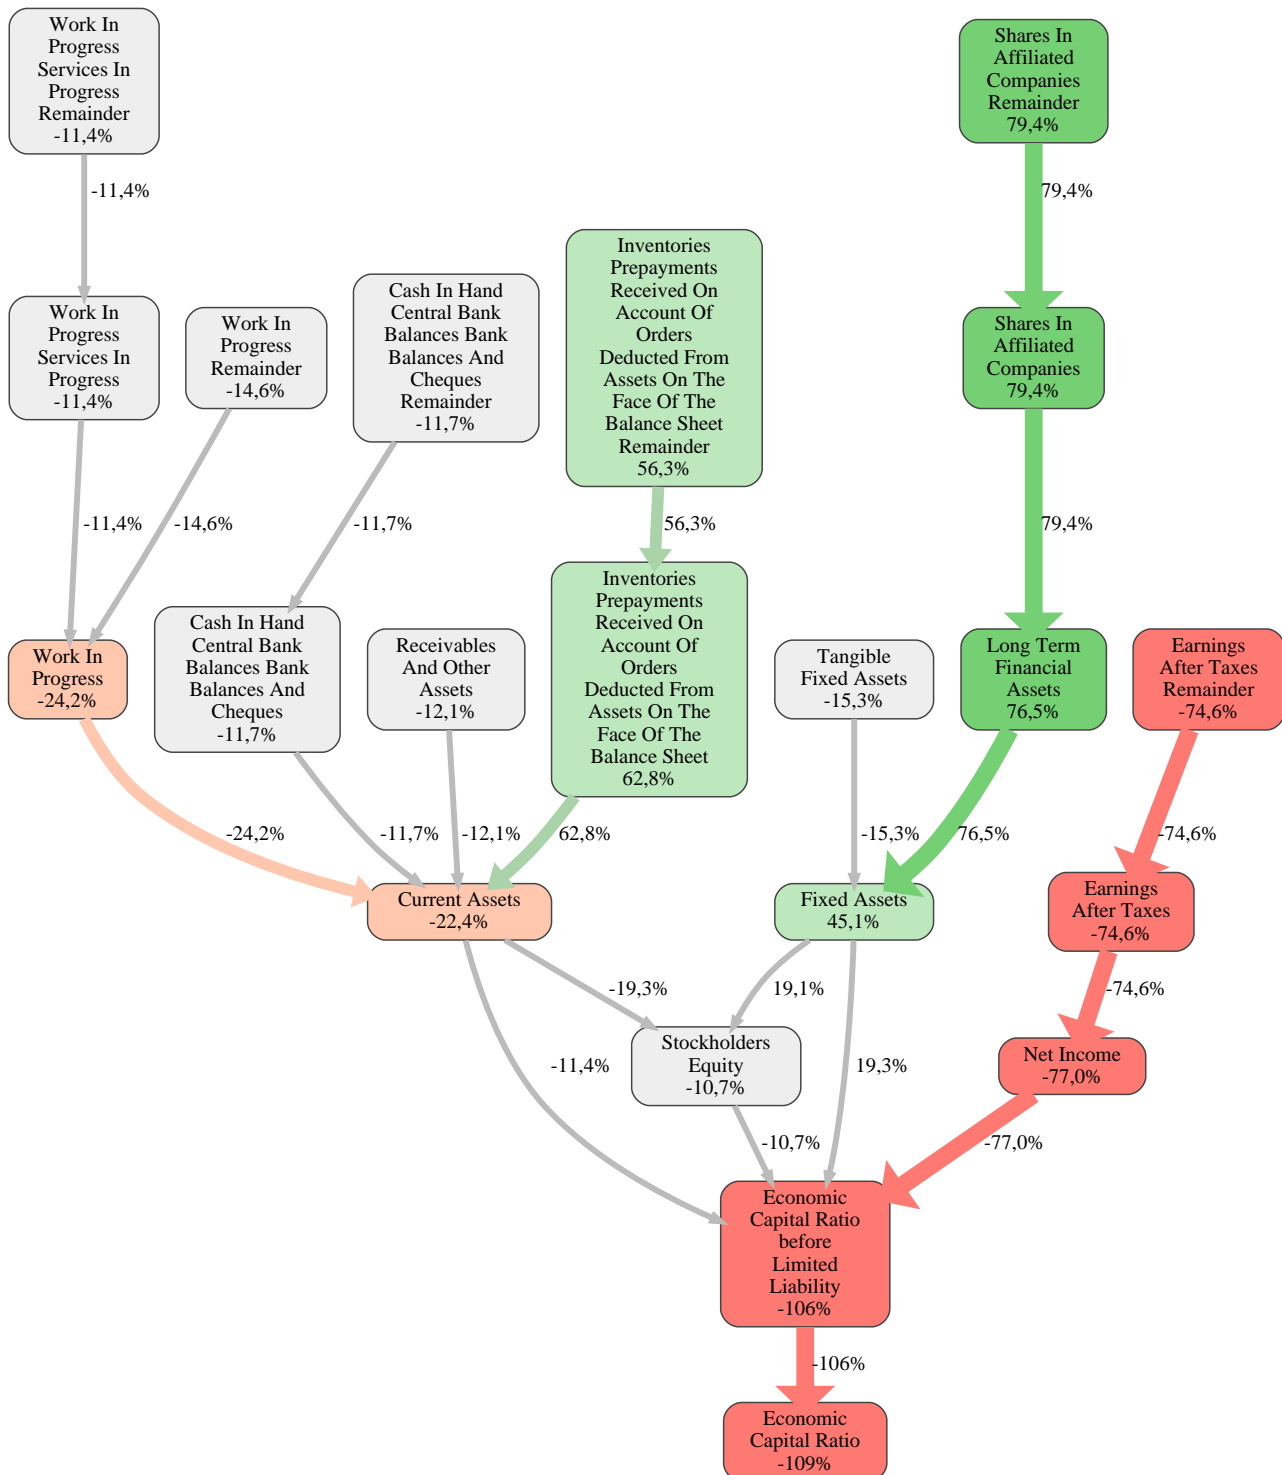 Work In
Progress
Services In
Progress
Remainder
-11,4%
Shares In
Affiliated
Companies
Remainder
79,4%
-11,4%
79,4%
Work In
Progress
Services In
Progress
-11,4%
Work In
Progress
Remainder
-14,6%
Cash In Hand
Central Bank
Balances Bank
Balances And
Cheques
Remainder
-11,7%
Inventories
Prepayments
Received On
Account Of
Orders
Deducted From
Assets On The
Face Of The
Balance Sheet
Remainder
56,3%
Shares In
Affiliated
Companies
79,4%
-11,4%
-14,6%
-11,7%
56,3%
79,4%
Work In
Progress
-24,2%
Cash In Hand
Central Bank
Balances Bank
Balances And
Cheques
-11,7%
Receivables
And Other
Assets
-12,1%
Inventories
Prepayments
Received On
Account Of
Orders
Deducted From
Assets On The
Face Of The
Balance Sheet
62,8%
Tangible
Fixed Assets
-15,3%
Long Term
Financial
Assets
76,5%
Earnings
After Taxes
Remainder
-74,6%
-24,2%
-11,7%
-12,1%
62,8%
-15,3%
76,5%
-74,6%
Current Assets
-22,4%
Fixed Assets
45,1%
Earnings
After Taxes
-74,6%
-19,3%
19,1%
-74,6%
Stockholders
Equity
-10,7%
Net Income
-77,0%
-11,4%
19,3%
-10,7%
-77,0%
Economic
Capital Ratio
before
Limited
Liability
-106%
-106%
Economic
Capital Ratio
-109%